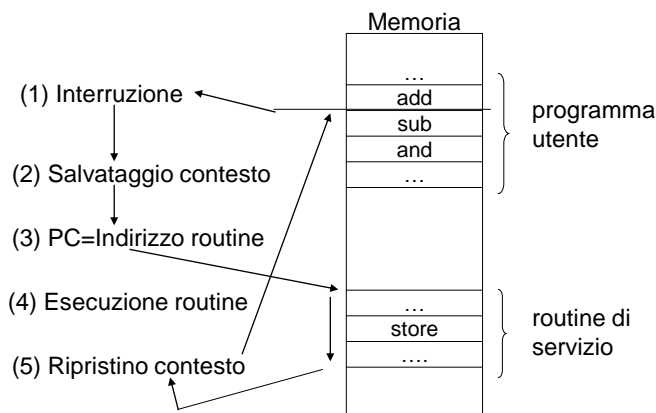 Memoria
…
(1) Interruzione
add
programma
utente
sub
and
(2) Salvataggio contesto
…
(3) PC=Indirizzo routine
(4) Esecuzione routine
…
store
routine di
servizio
(5) Ripristino contesto
….